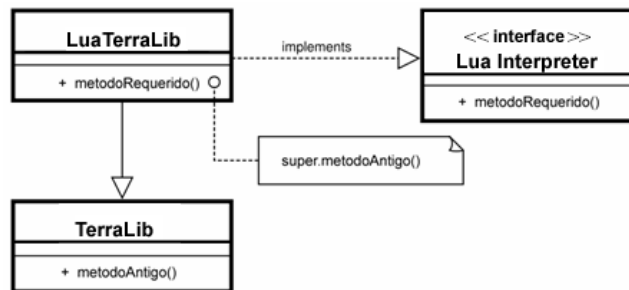 LuaTerraLib
+ metodoRequerido()
implements
<< interface >>
Lua Interpreter
+ metodoRequerido()
super.metodoAntigo()
TerraLib
+ metodoAntigo()